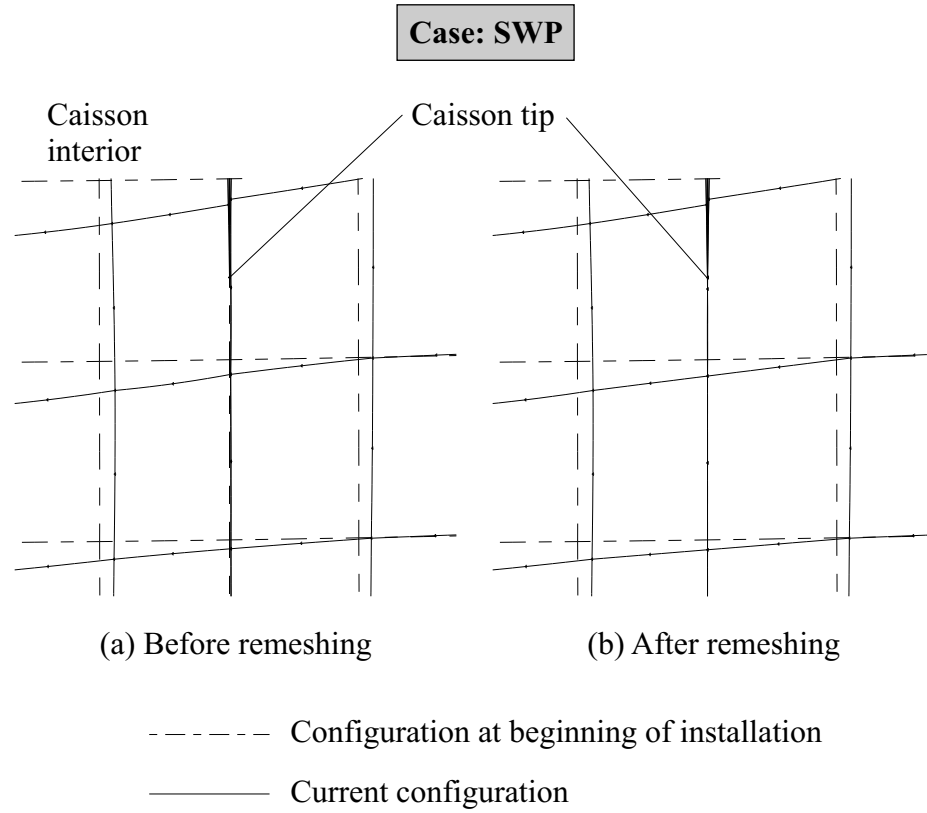 Case: SWP
Caisson
interior
Caisson tip
(a) Before remeshing
(b) After remeshing
Configuration at beginning of installation
Current configuration